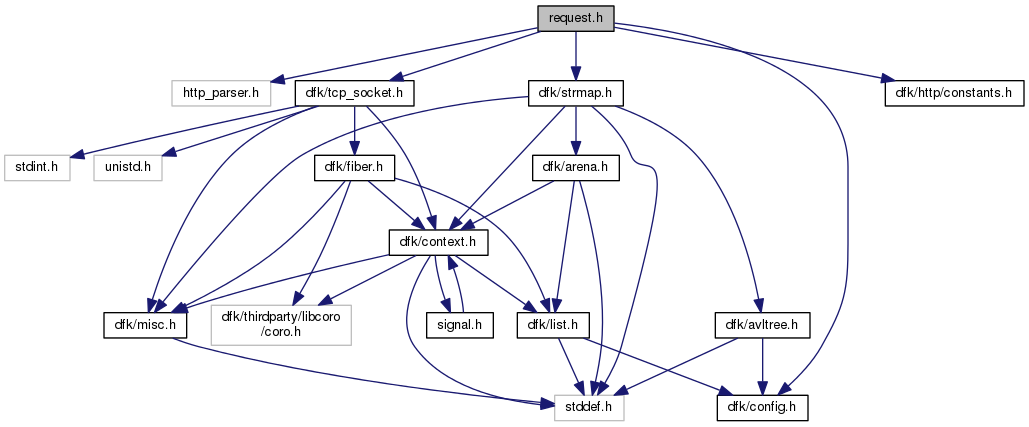 request.h
http_parser.h
dfk/tcp_socket.h
dfk/strmap.h
dfk/http/constants.h
stdint.h
unistd.h
dfk/fiber.h
dfk/arena.h
dfk/context.h
dfk/misc.h
dfk/thirdparty/libcoro
/coro.h
signal.h
dfk/list.h
dfk/avltree.h
stddef.h
dfk/config.h